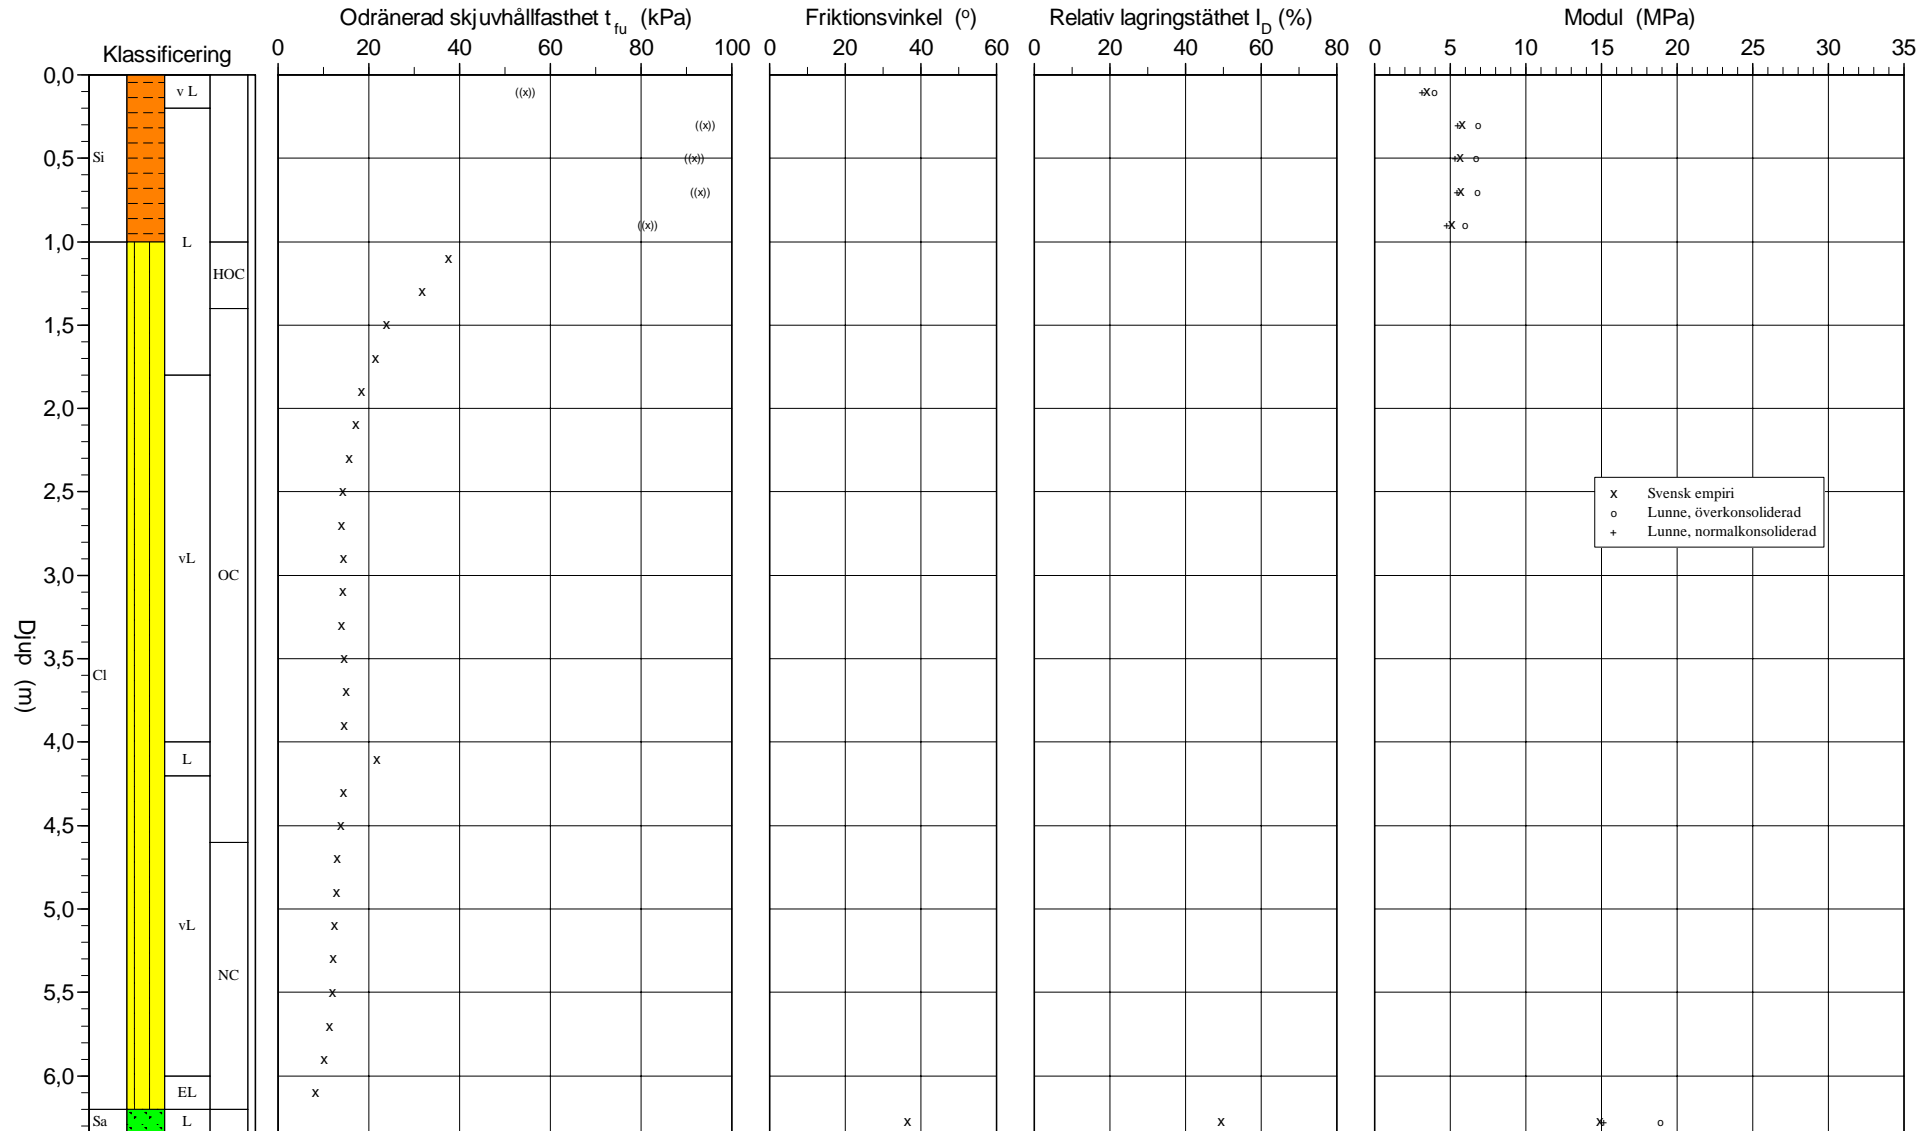 Odränerad skjuvhållfasthet t fu (kPa)
Friktionsvinkel (o)
Relativ lagringstäthet ID (%)
Modul (MPa)
Klassificering
0 20 40 60 80 100
0 20 40 60
0 20 40 60 80
0 5 10 15 20 25 30 35
Djup (m)
0,0
0,5
1,0
1,5
2,0
2,5
3,0
3,5
4,0
4,5
5,0
5,5
6,0
Si
Cl
Sa
v L
L
vL
L
vL
EL
L
HOC
OC
NC
((x))
((x))
((x))
((x))
((x))
x Svensk empiri
o Lunne, överkonsoliderad
+ Lunne, normalkonsoliderad